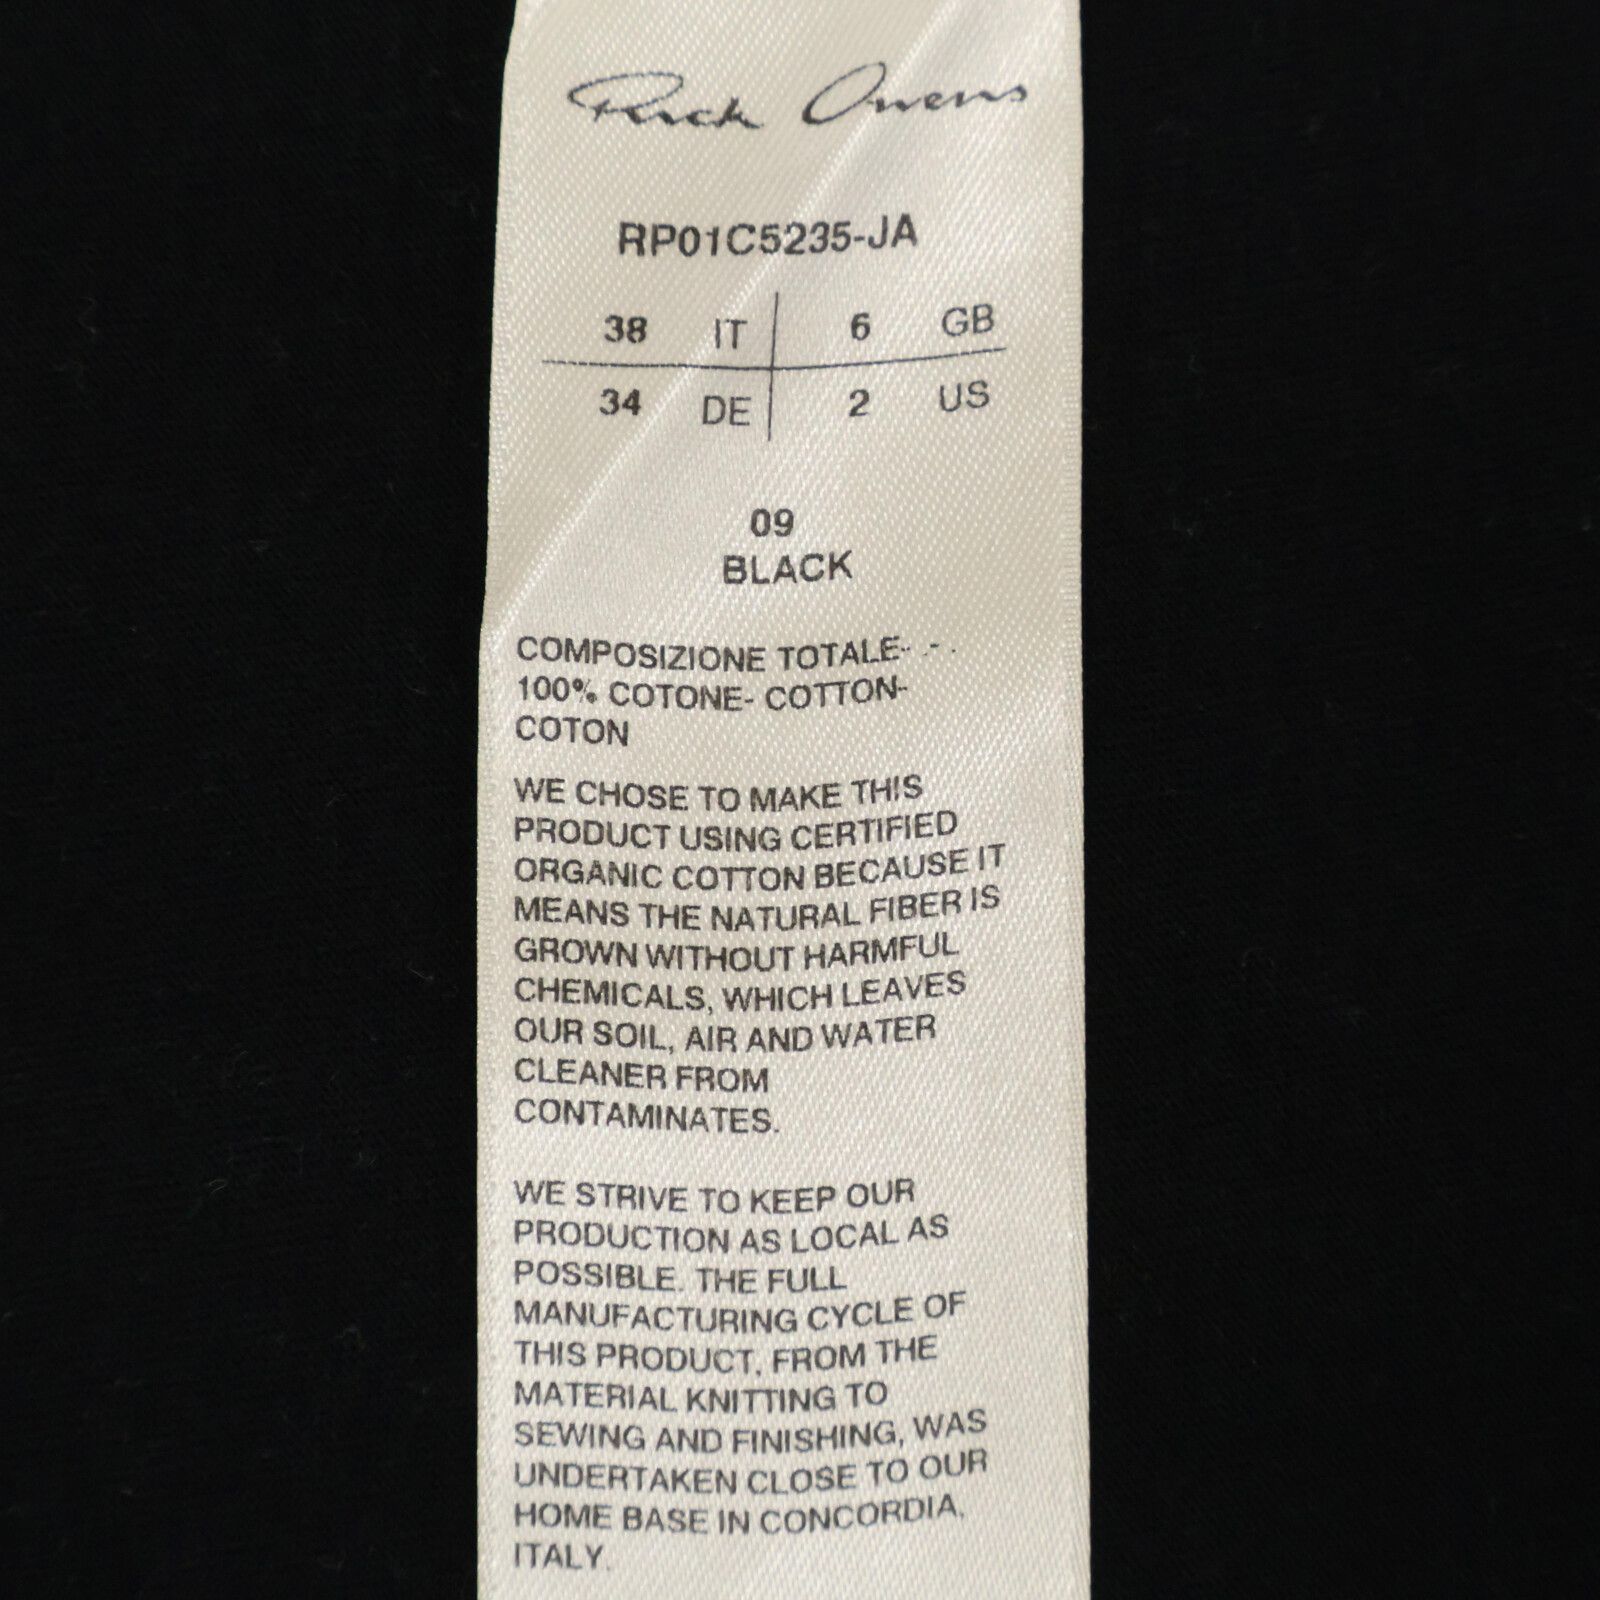 Rick Owens
RP01C5235-JA
38 IT 6 GB
34 DE 2 US
09
BLACK
COMPOSIZIONE TOTALE- .- .
100% COTONE- COTTON-
COTON
WE CHOSE TO MAKE THIS
PRODUCT USING CERTIFIED
ORGANIC COTTON BECAUSE IT
MEANS THE NATURAL FIBER IS
GROWN WITHOUT HARMFUL
CHEMICALS, WHICH LEAVES
OUR SOIL, AIR AND WATER
CLEANER FROM
CONTAMINATES.
WE STRIVE TO KEEP OUR
PRODUCTION AS LOCAL AS
POSSIBLE. THE FULL
MANUFACTURING CYCLE OF
THIS PRODUCT, FROM THE
MATERIAL KNITTING TO
SEWING AND FINISHING, WAS
UNDERTAKEN CLOSE TO OUR
HOME BASE IN CONCORDIA,
ITALY.